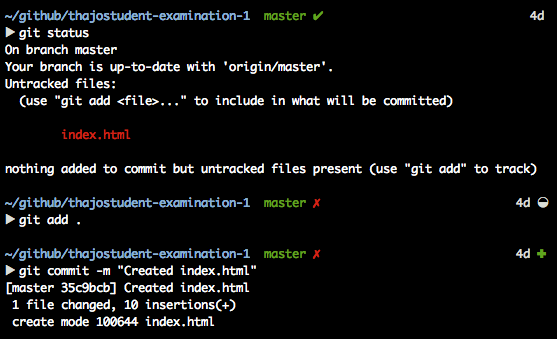 ~/github/thajostudent-examination-1 master ✔ 4d
▶ git status
On branch master
Your branch is up-to-date with 'origin/master'.
Untracked files:
  (use "git add <file>..." to include in what will be committed)
        index.html
nothing added to commit but untracked files present (use "git add" to track)
~/github/thajostudent-examination-1 master ✗ 4d ◒
▶ git add .
~/github/thajostudent-examination-1 master ✗ 4d ✚
▶ git commit -m "Created index.html"
[master 35c9bcb] Created index.html
 1 file changed, 10 insertions(+)
 create mode 100644 index.html